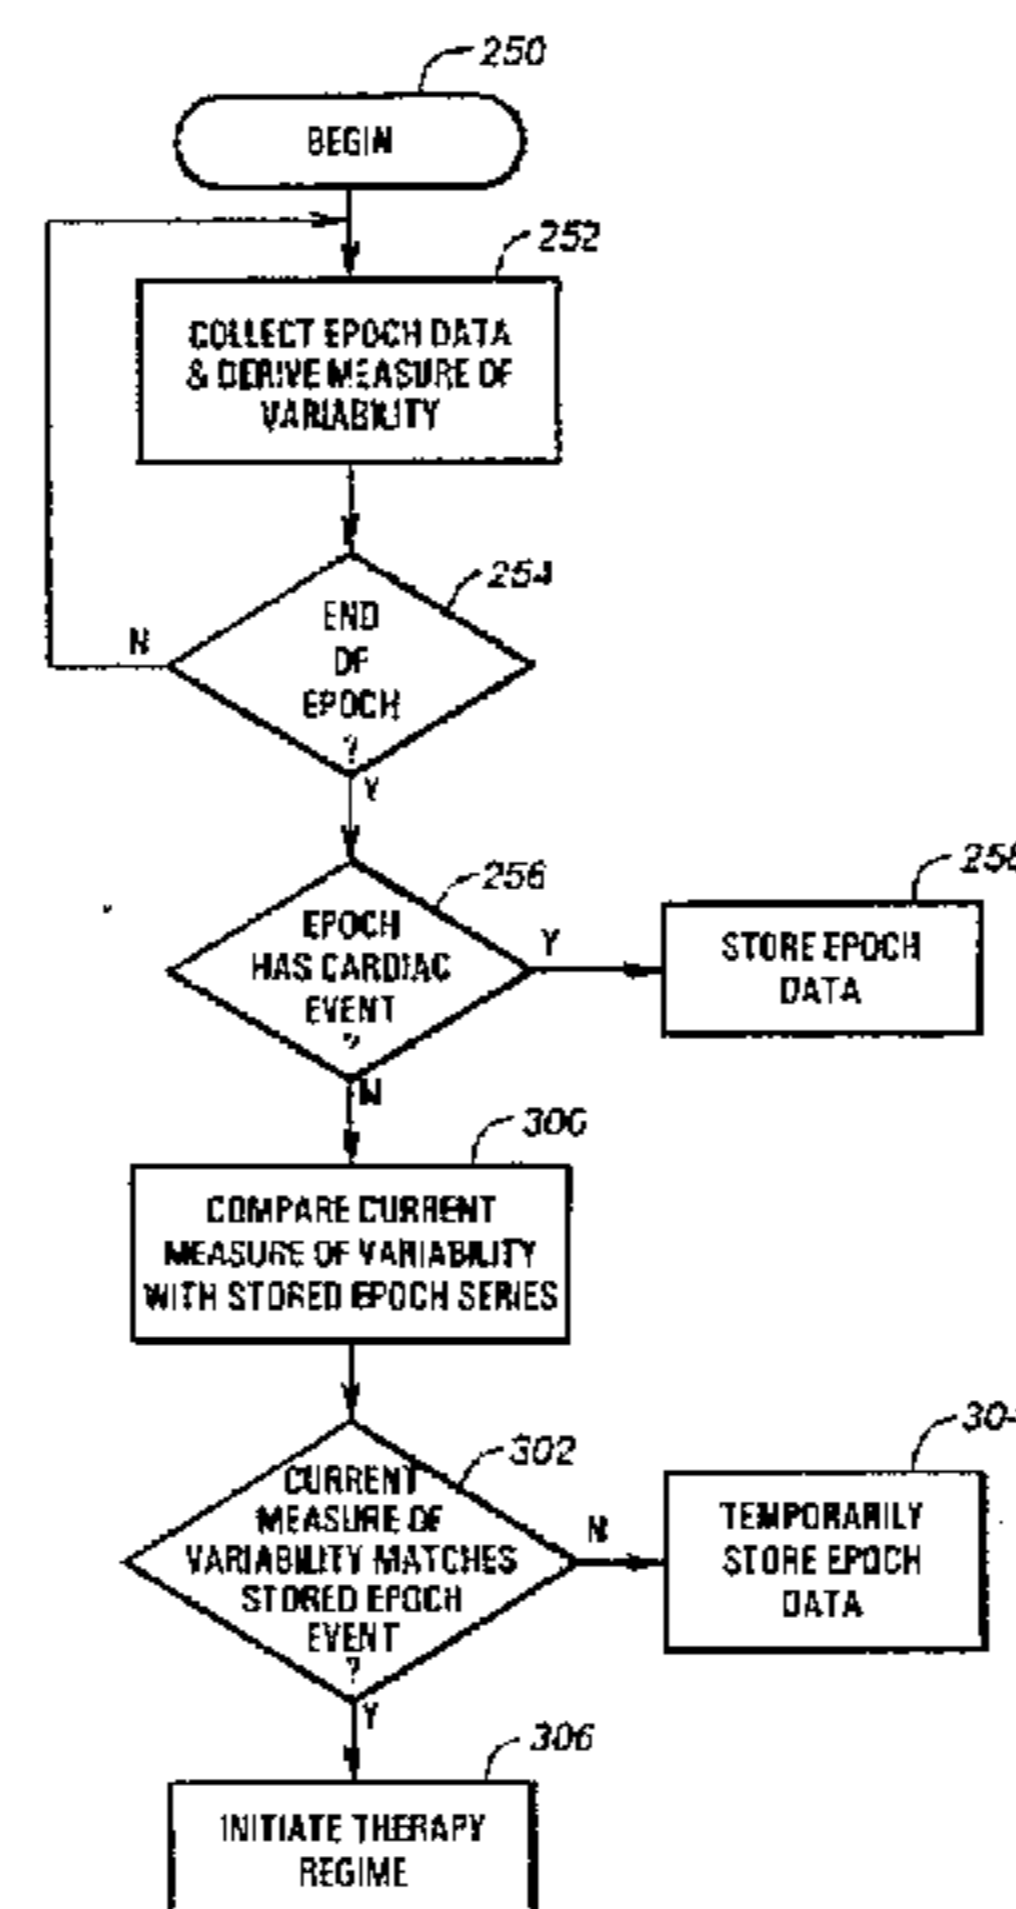 250
BEGIN
252
COLLECT EPOCH DATA
& DERIVE MEASURE OF
VARIABILITY
254
END
OF
EPOCH
?
N
Y
256
EPOCH
HAS CARDIAC
EVENT
?
Y
258
STORE EPOCH
DATA
N
300
COMPARE CURRENT
MEASURE OF VARIABILITY
WITH STORED EPOCH SERIES
302
CURRENT
MEASURE OF
VARIABILITY MATCHES
STORED EPOCH
EVENT
?
N
TEMPORARILY
STORE EPOCH
DATA
Y
306
INITIATE THERAPY
REGIME